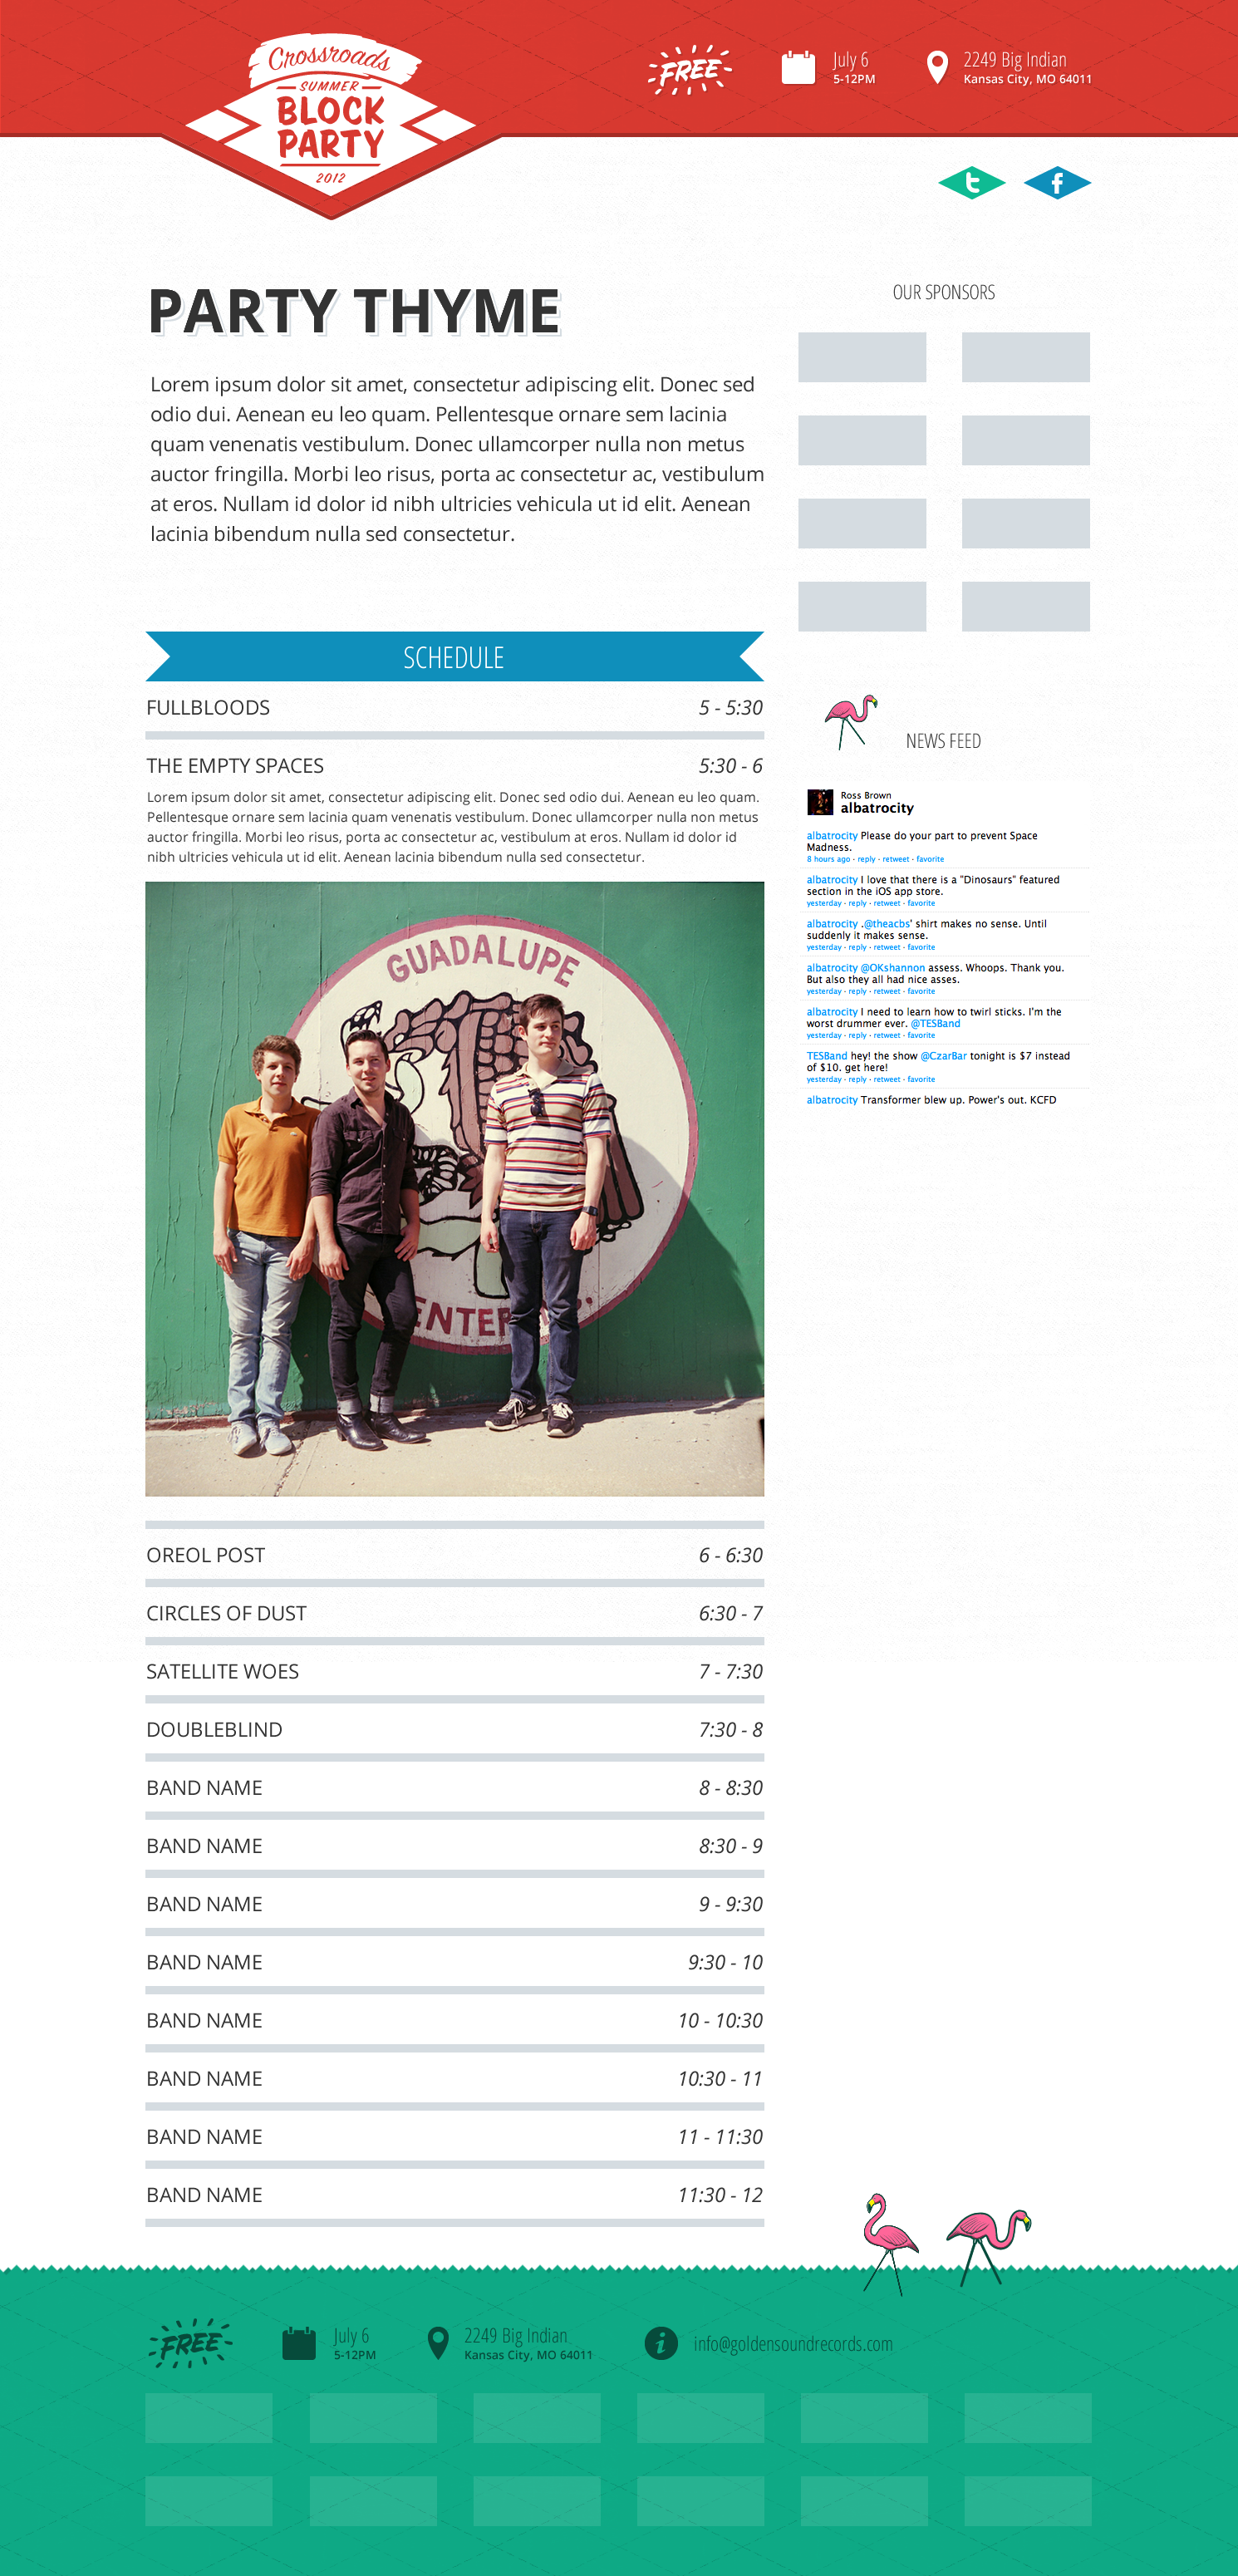 Crossroads
SUMMER
BLOCK
PARTY
2012
FREE
July 6
5-12PM
2249 Big Indian
Kansas City, MO 64011
PARTY THYME
Lorem ipsum dolor sit amet, consectetur adipiscing elit. Donec sed
odio dui. Aenean eu leo quam. Pellentesque ornare sem lacinia
quam venenatis vestibulum. Donec ullamcorper nulla non metus
auctor fringilla. Morbi leo risus, porta ac consectetur ac, vestibulum
at eros. Nullam id dolor id nibh ultricies vehicula ut id elit. Aenean
lacinia bibendum nulla sed consectetur.
SCHEDULE
FULLBLOODS 5 - 5:30
THE EMPTY SPACES 5:30 - 6
Lorem ipsum dolor sit amet, consectetur adipiscing elit. Donec sed odio dui. Aenean eu leo quam.
Pellentesque ornare sem lacinia quam venenatis vestibulum. Donec ullamcorper nulla non metus
auctor fringilla. Morbi leo risus, porta ac consectetur ac, vestibulum at eros. Nullam id dolor id
nibh ultricies vehicula ut id elit. Aenean lacinia bibendum nulla sed consectetur.
GUADALUPE
OREOL POST 6 - 6:30
CIRCLES OF DUST 6:30 - 7
SATELLITE WOES 7 - 7:30
DOUBLEBLIND 7:30 - 8
BAND NAME 8 - 8:30
BAND NAME 8:30 - 9
BAND NAME 9 - 9:30
BAND NAME 9:30 - 10
BAND NAME 10 - 10:30
BAND NAME 10:30 - 11
BAND NAME 11 - 11:30
BAND NAME 11:30 - 12
OUR SPONSORS
NEWS FEED
Ross Brown
albatrocity
albatrocity Please do your part to prevent Space
Madness.
8 hours ago · reply · retweet · favorite
albatrocity I love that there is a "Dinosaurs" featured
section in the iOS app store.
yesterday · reply · retweet · favorite
albatrocity .@theacbs' shirt makes no sense. Until
suddenly it makes sense.
yesterday · reply · retweet · favorite
albatrocity @OKshannon assess. Whoops. Thank you.
But also they all had nice asses.
yesterday · reply · retweet · favorite
albatrocity I need to learn how to twirl sticks. I'm the
worst drummer ever. @TESBand
yesterday · reply · retweet · favorite
TESBand hey! the show @CzarBar tonight is $7 instead
of $10. get here!
yesterday · reply · retweet · favorite
albatrocity Transformer blew up. Power's out. KCFD
FREE
July 6
5-12PM
2249 Big Indian
Kansas City, MO 64011
info@goldensoundrecords.com